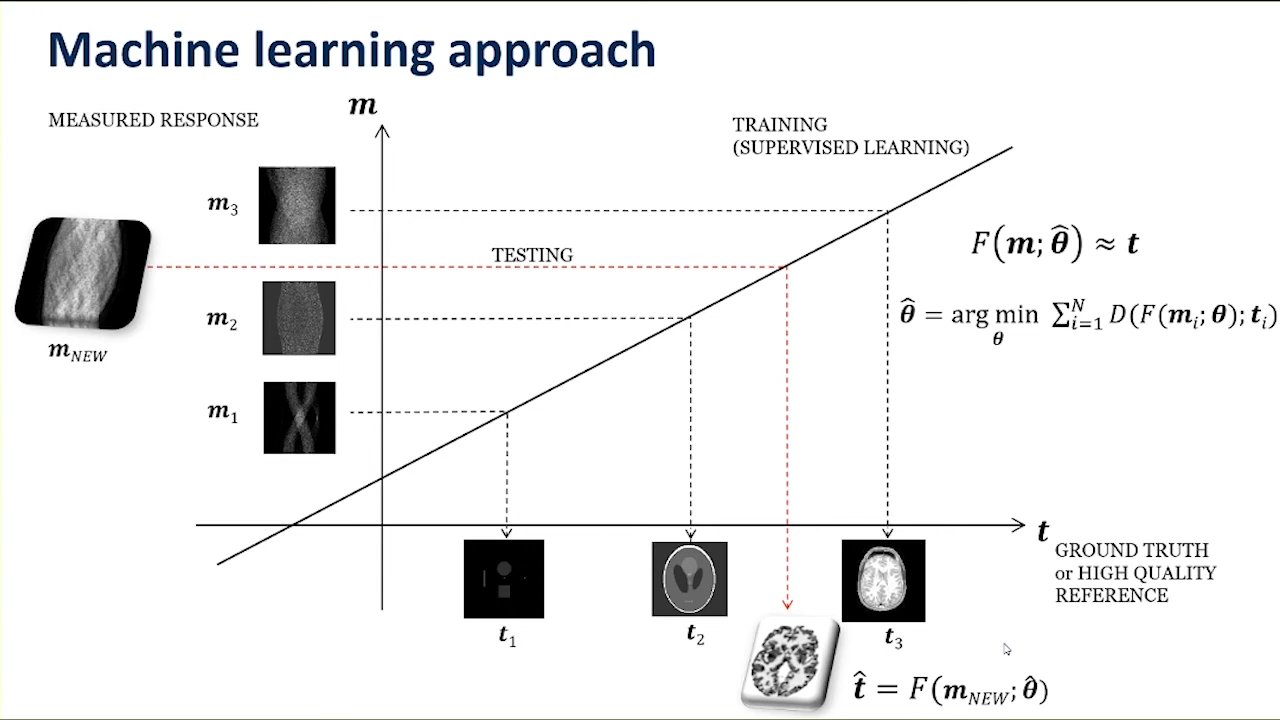 Machine learning approach
MEASURED RESPONSE
m
TRAINING
(SUPERVISED LEARNING)
m₃
TESTING
F(m; θ̂) ≈ t
m₂
θ̂ = arg min_θ ∑ᵢ₌₁ᴺ D(F(mᵢ; θ); tᵢ)
m_NEW
m₁
t
GROUND TRUTH
or HIGH QUALITY
REFERENCE
t₁
t₂
t₃
t̂ = F(m_NEW; θ̂)